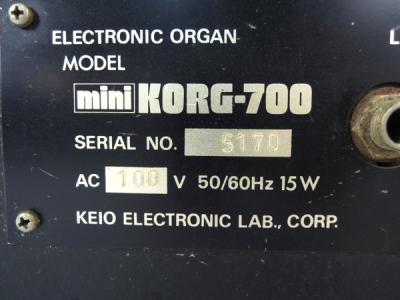 ELECTRONIC ORGAN
L
MODEL
mini KORG-700
SERIAL NO. 5170
AC 100 V 50/60Hz 15W
KEIO ELECTRONIC LAB., CORP.